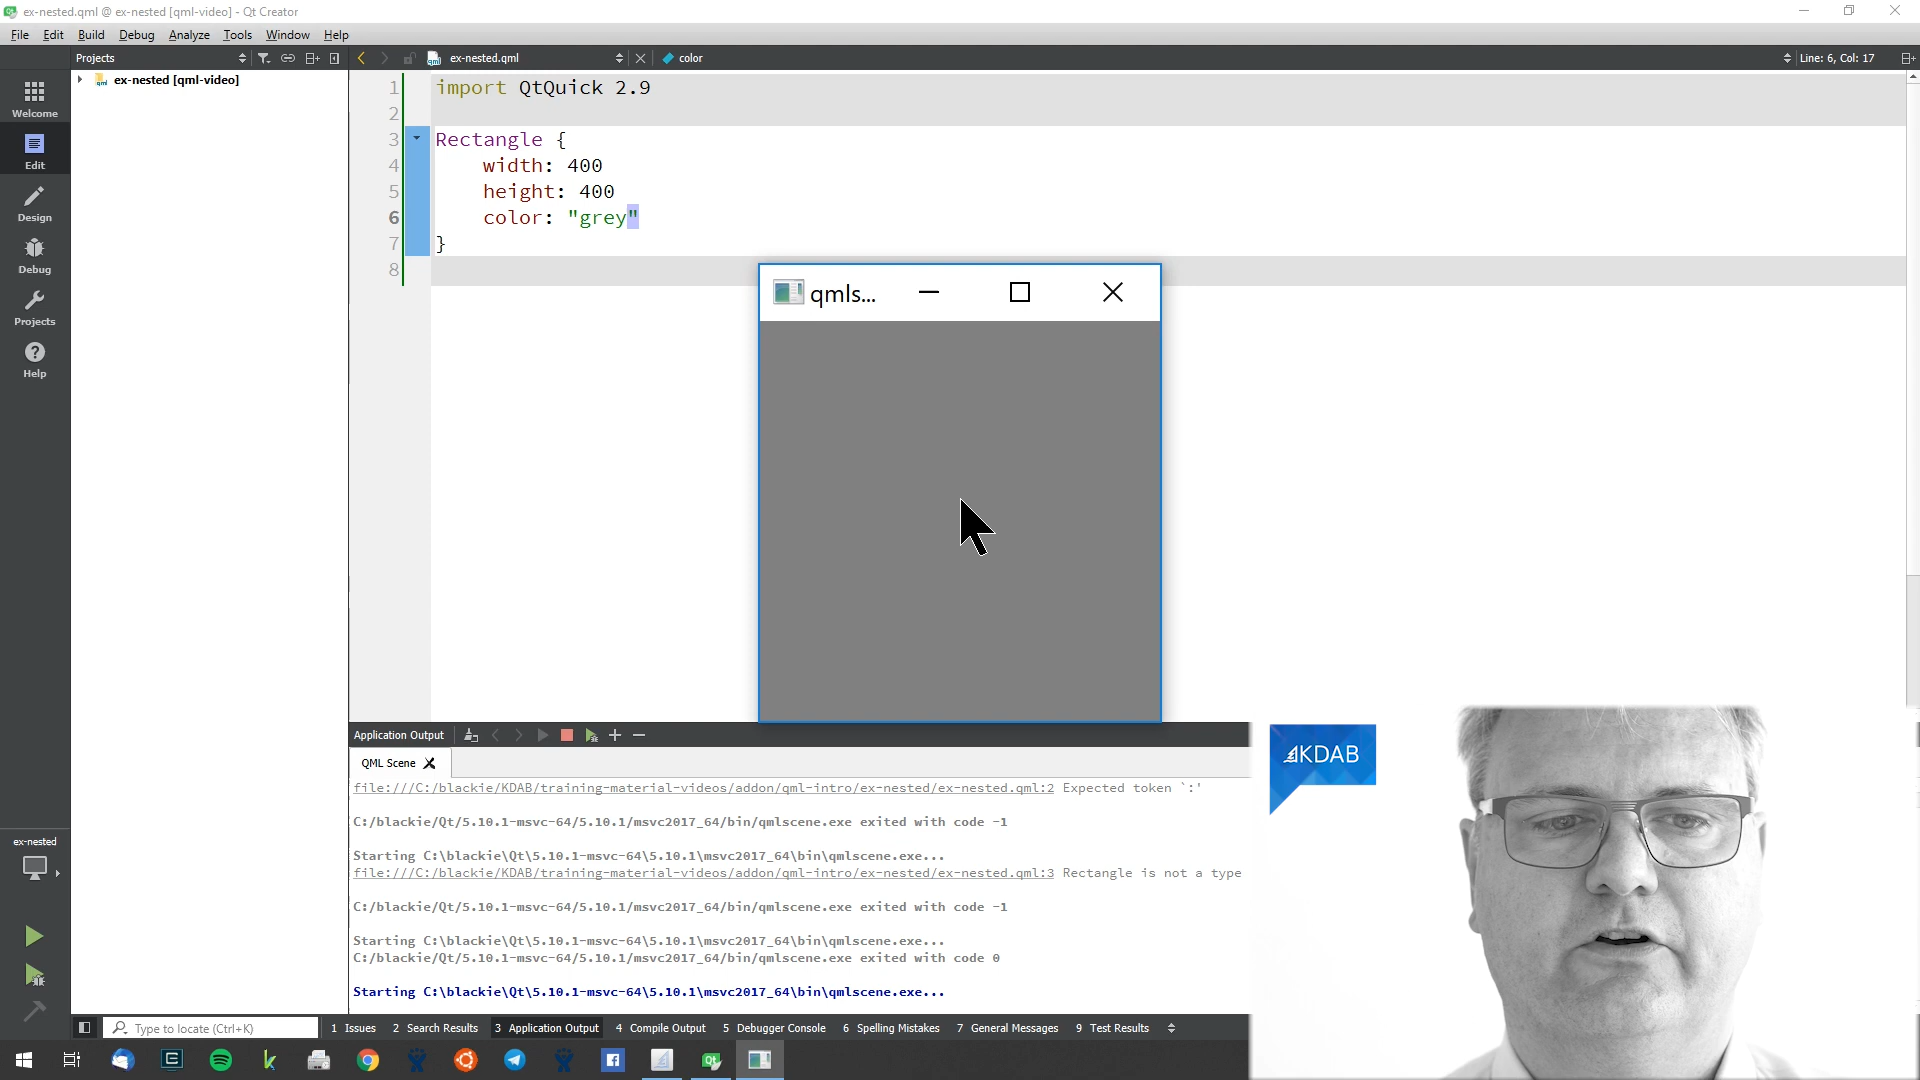 ex-nested.qml @ ex-nested [qml-video] - Qt Creator
File Edit Build Debug Analyze Tools Window Help
Projects
ex-nested.qml
color
Line: 6, Col: 17
ex-nested [qml-video]
Welcome
Edit
Design
Debug
Projects
Help
1 import QtQuick 2.9
2
3 Rectangle {
4 width: 400
5 height: 400
6 color: "grey"
7 }
8
qmls...
Application Output
QML Scene
file:///C:/blackie/KDAB/training-material-videos/addon/qml-intro/ex-nested/ex-nested.qml:2 Expected token `:'
C:/blackie/Qt/5.10.1-msvc-64/5.10.1/msvc2017_64/bin/qmlscene.exe exited with code -1
Starting C:\blackie\Qt\5.10.1-msvc-64\5.10.1\msvc2017_64\bin\qmlscene.exe...
file:///C:/blackie/KDAB/training-material-videos/addon/qml-intro/ex-nested/ex-nested.qml:3 Rectangle is not a type
C:/blackie/Qt/5.10.1-msvc-64/5.10.1/msvc2017_64/bin/qmlscene.exe exited with code -1
Starting C:\blackie\Qt\5.10.1-msvc-64\5.10.1\msvc2017_64\bin\qmlscene.exe...
C:/blackie/Qt/5.10.1-msvc-64/5.10.1/msvc2017_64/bin/qmlscene.exe exited with code 0
Starting C:\blackie\Qt\5.10.1-msvc-64\5.10.1\msvc2017_64\bin\qmlscene.exe...
KDAB
ex-nested
Type to locate (Ctrl+K)
1 Issues 2 Search Results 3 Application Output 4 Compile Output 5 Debugger Console 6 Spelling Mistakes 7 General Messages 9 Test Results